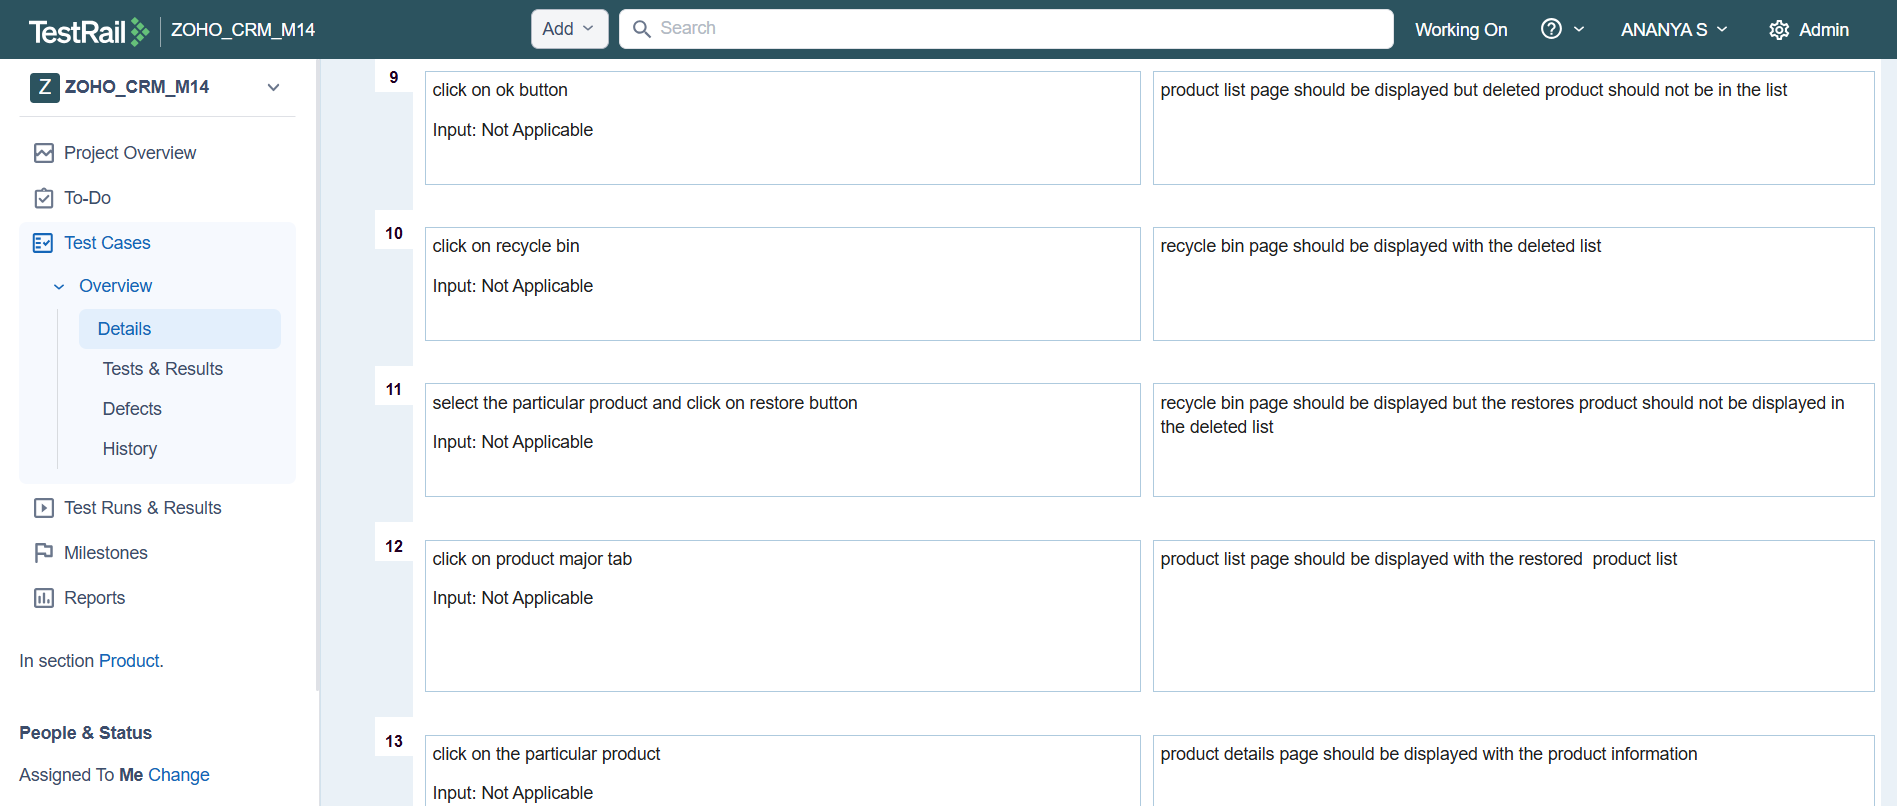 TestRail ZOHO_CRM_M14 Add Search Working On ANANYA S Admin
Z ZOHO_CRM_M14
Project Overview
To-Do
Test Cases
Overview
Details
Tests & Results
Defects
History
Test Runs & Results
Milestones
Reports
In section Product.
People & Status
Assigned To Me Change
9
click on ok button
Input: Not Applicable
product list page should be displayed but deleted product should not be in the list
10
click on recycle bin
Input: Not Applicable
recycle bin page should be displayed with the deleted list
11
select the particular product and click on restore button
Input: Not Applicable
recycle bin page should be displayed but the restores product should not be displayed in
the deleted list
12
click on product major tab
Input: Not Applicable
product list page should be displayed with the restored  product list
13
click on the particular product
Input: Not Applicable
product details page should be displayed with the product information